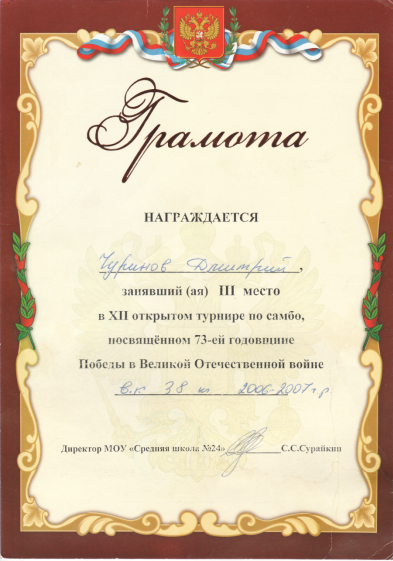 Грамота
НАГРАЖДАЕТСЯ
Чуринов Дмитрий,
занявший (ая) III место
в XII открытом турнире по самбо,
посвящённом 73-ей годовщине
Победы в Великой Отечественной войне
в.к 38 кг 2006-2007г.р.
Директор МОУ «Средняя школа №24» С.С.Сурайкин